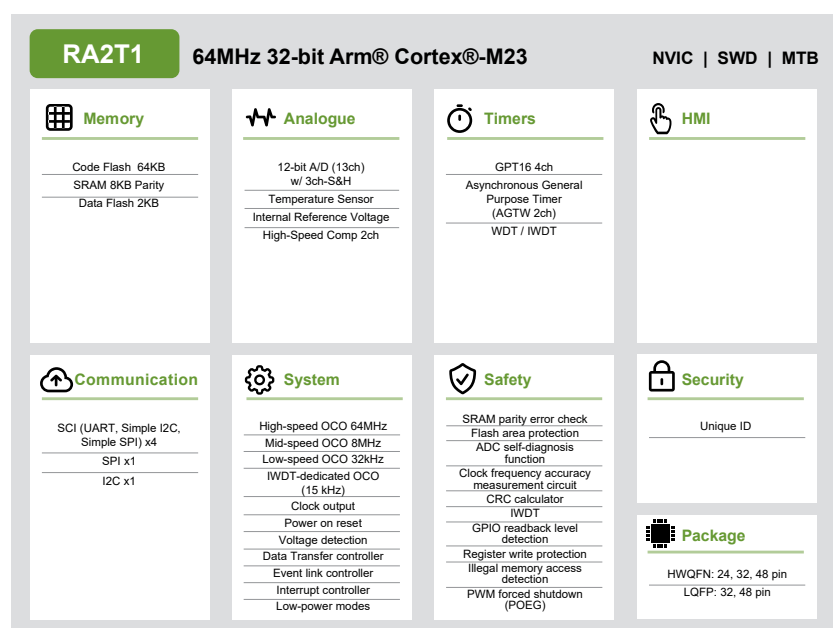 RA2T1
64MHz 32-bit Arm® Cortex®-M23
NVIC | SWD | MTB
Memory
Code Flash 64KB
SRAM 8KB Parity
Data Flash 2KB
Analogue
12-bit A/D (13ch)
w/ 3ch-S&H
Temperature Sensor
Internal Reference Voltage
High-Speed Comp 2ch
Timers
GPT16 4ch
Asynchronous General
Purpose Timer
(AGTW 2ch)
WDT / IWDT
HMI
Communication
SCI (UART, Simple I2C,
Simple SPI) x4
SPI x1
I2C x1
System
High-speed OCO 64MHz
Mid-speed OCO 8MHz
Low-speed OCO 32kHz
IWDT-dedicated OCO
(15 kHz)
Clock output
Power on reset
Voltage detection
Data Transfer controller
Event link controller
Interrupt controller
Low-power modes
Safety
SRAM parity error check
Flash area protection
ADC self-diagnosis
function
Clock frequency accuracy
measurement circuit
CRC calculator
IWDT
GPIO readback level
detection
Register write protection
Illegal memory access
detection
PWM forced shutdown
(POEG)
Security
Unique ID
Package
HWQFN: 24, 32, 48 pin
LQFP: 32, 48 pin